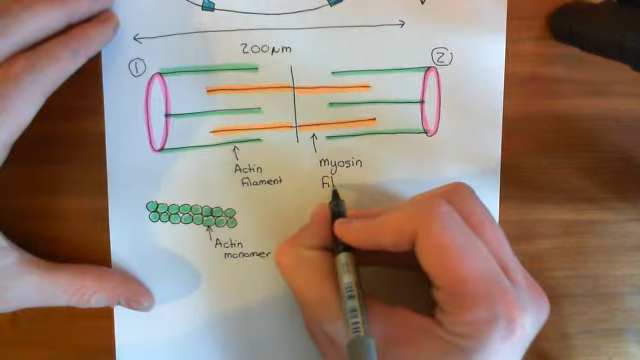 200µm
①
②
Actin
filament
myosin
fi
Actin
monomer